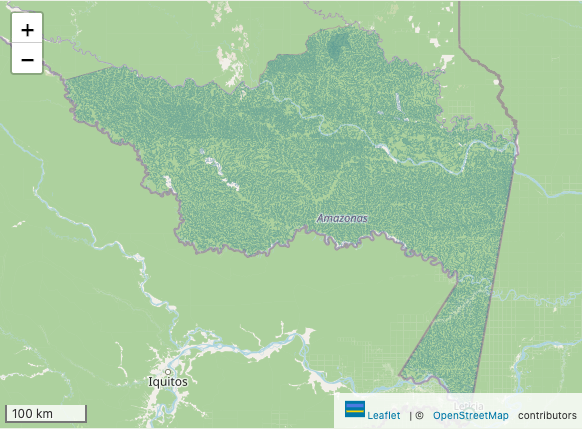 +
−
Amazonas
Iquitos
100 km
Leaflet | © OpenStreetMap contributors